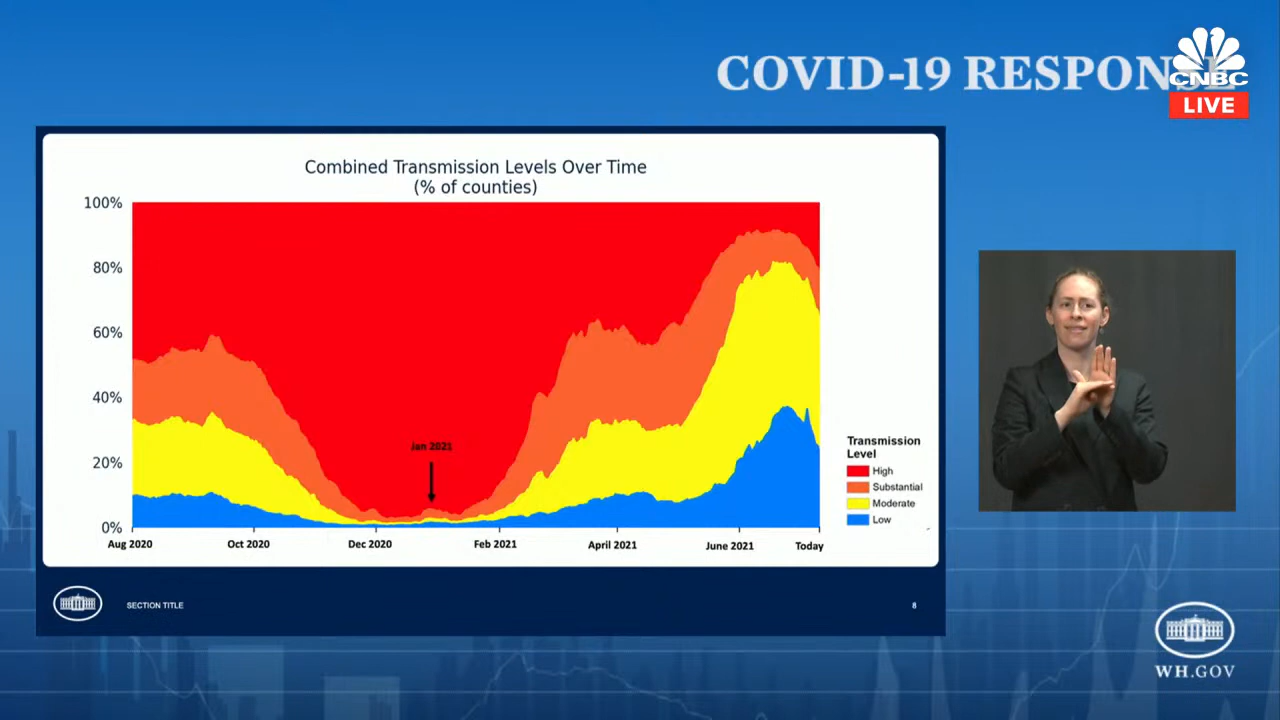 COVID-19 RESPONSE
CNBC
LIVE
Combined Transmission Levels Over Time
(% of counties)
100%
80%
60%
40%
20%
0%
Jan 2021
Aug 2020
Oct 2020
Dec 2020
Feb 2021
April 2021
June 2021
Today
Transmission
Level
High
Substantial
Moderate
Low
SECTION TITLE
8
WH.GOV